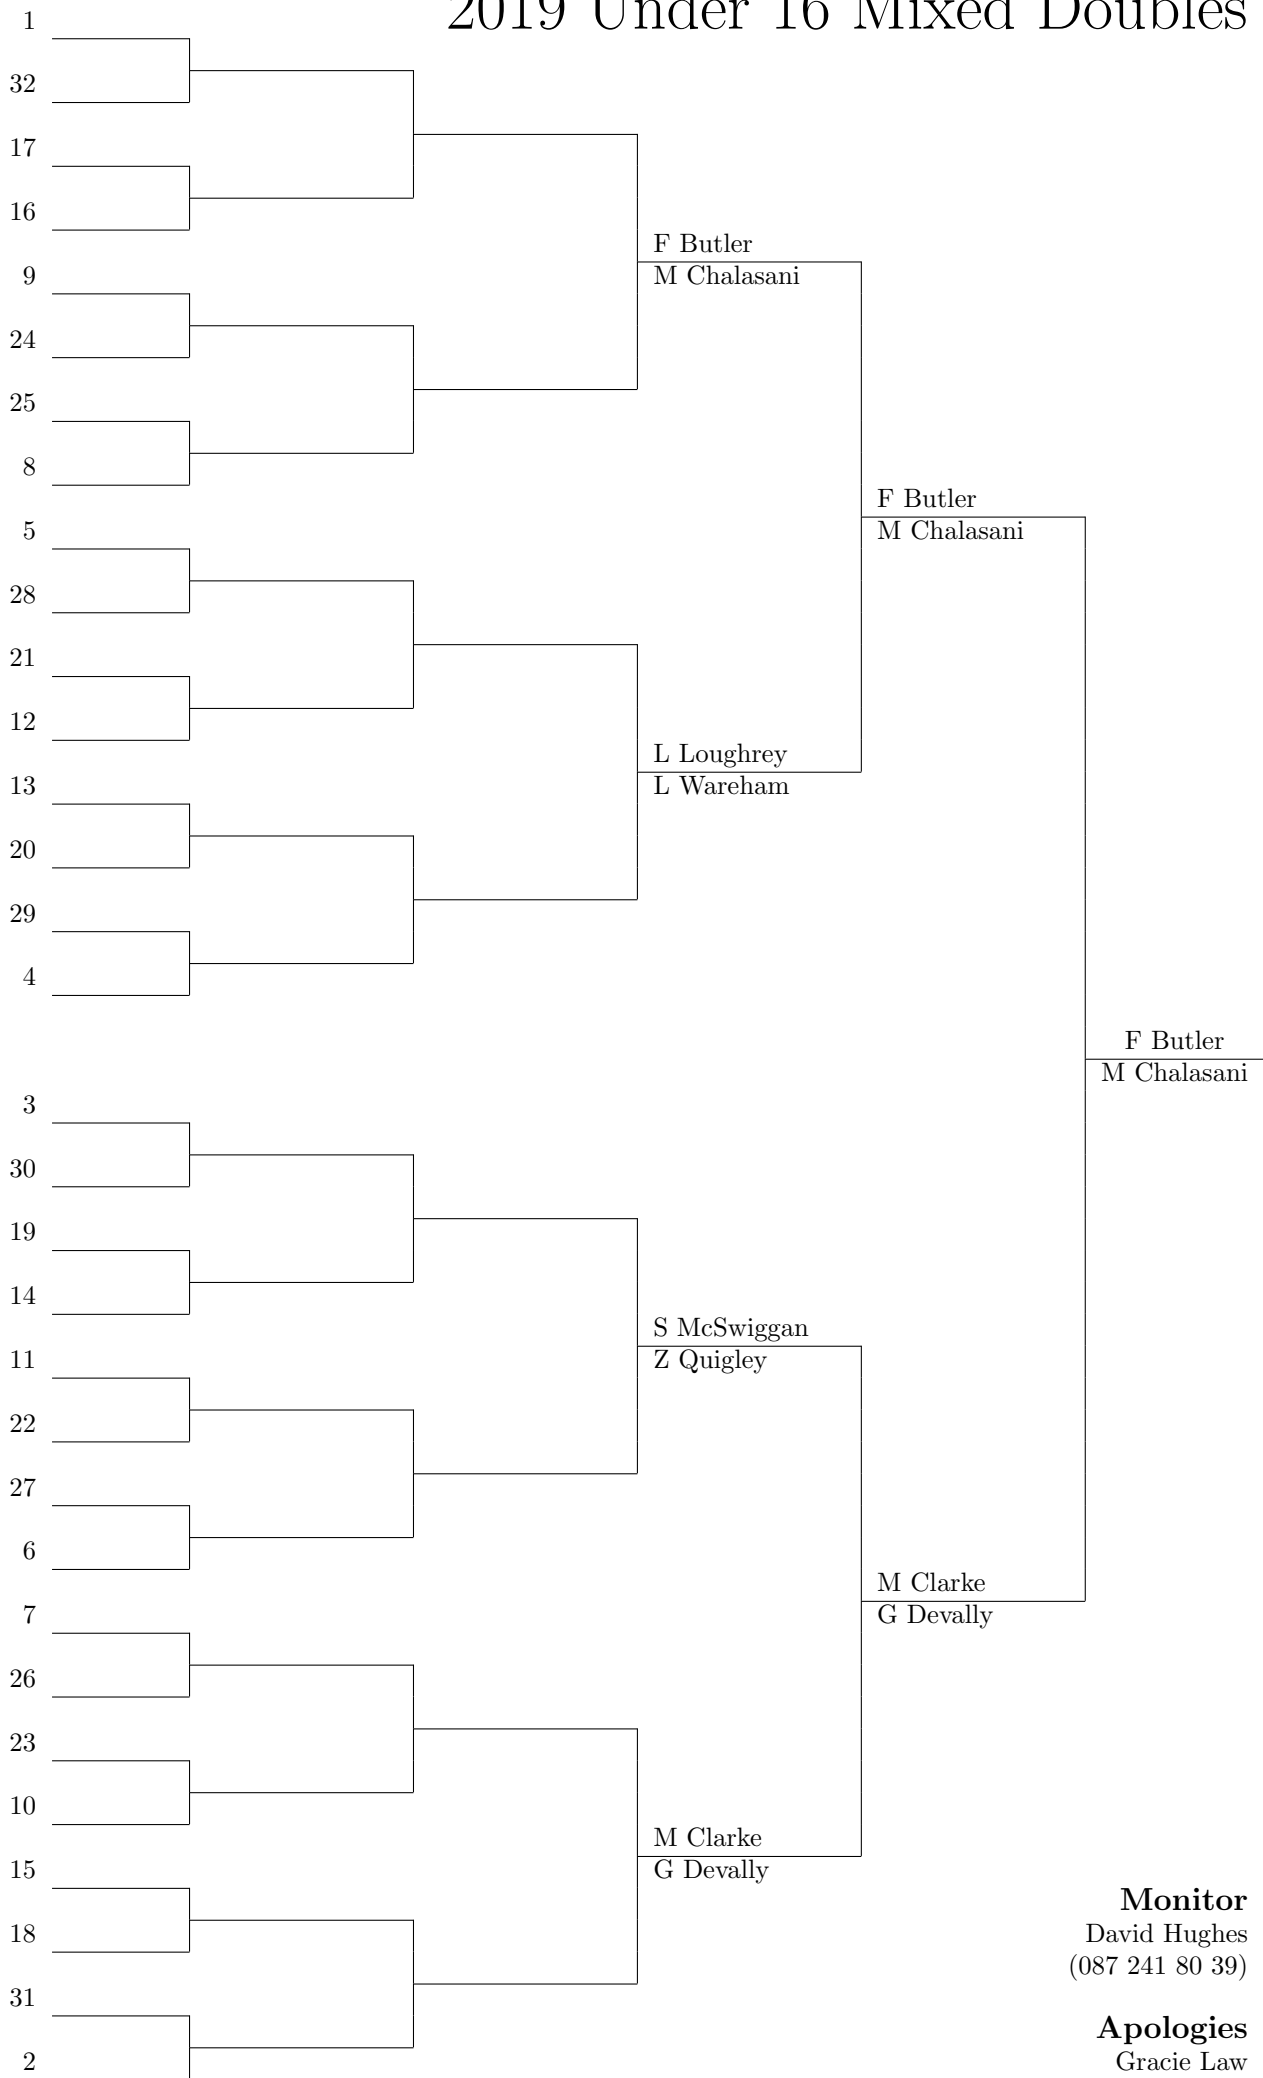 2019 Under 16 Mixed Doubles
1
32
17
16
F Butler
M Chalasani
9
24
25
8
F Butler
M Chalasani
5
28
21
12
L Loughrey
L Wareham
13
20
29
4
F Butler
M Chalasani
3
30
19
14
S McSwiggan
Z Quigley
11
22
27
6
M Clarke
G Devally
7
26
23
10
M Clarke
G Devally
15
18
31
2
Monitor
David Hughes
(087 241 80 39)
Apologies
Gracie Law